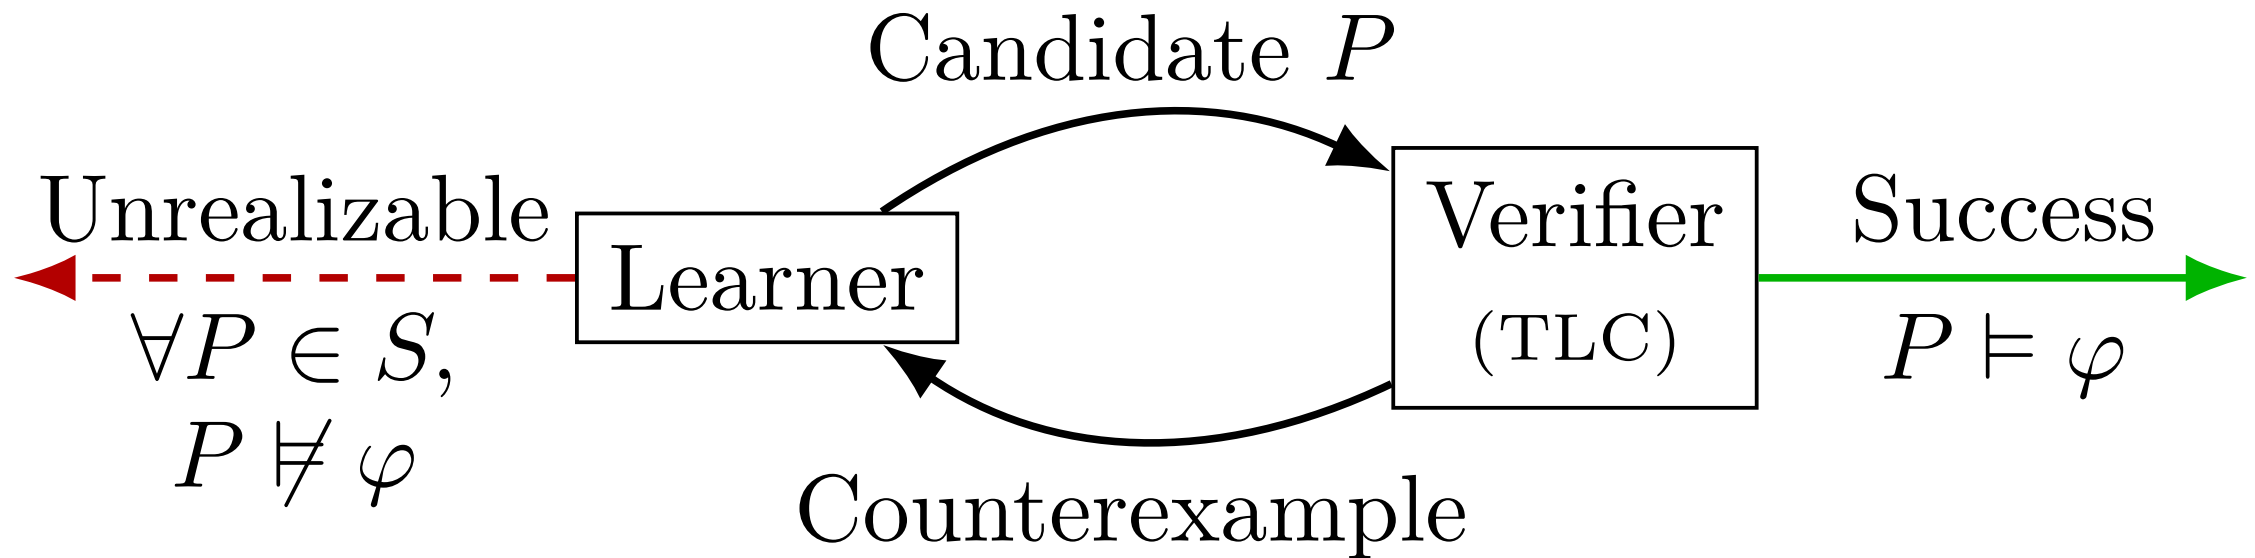 Candidate P
Unrealizable
∀P ∈ S,
P ⊭ φ
Learner
Verifier
(TLC)
Success
P ⊨ φ
Counterexample